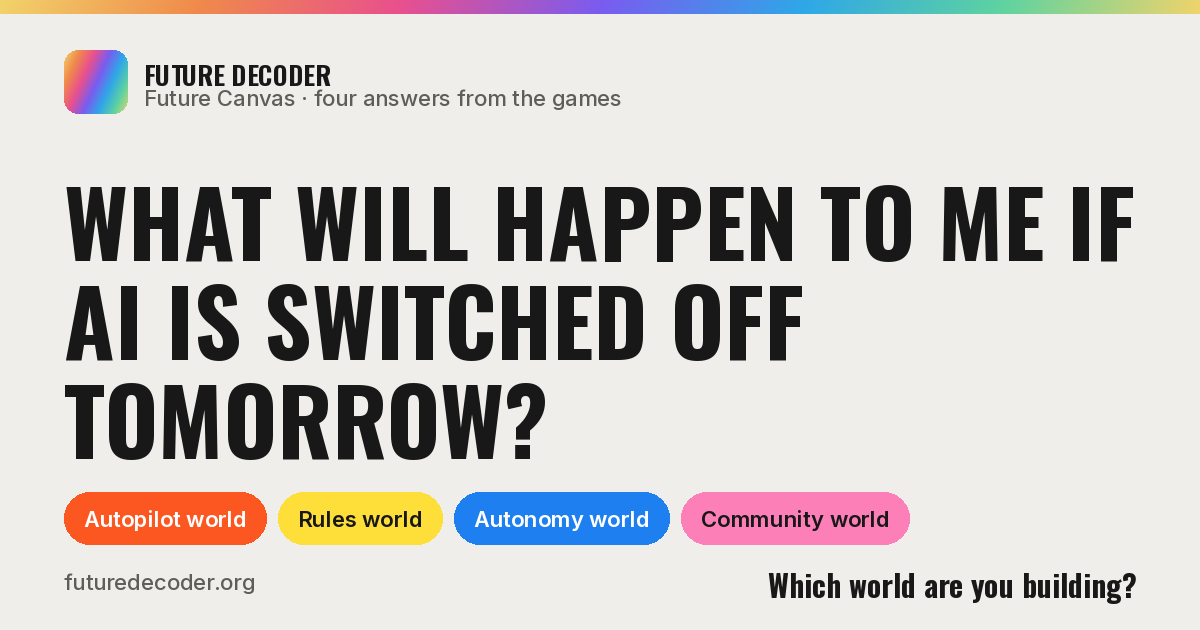 FUTURE DECODER
Future Canvas · four answers from the games
WHAT WILL HAPPEN TO ME IF
AI IS SWITCHED OFF
TOMORROW?
Autopilot world
Rules world
Autonomy world
Community world
futuredecoder.org
Which world are you building?